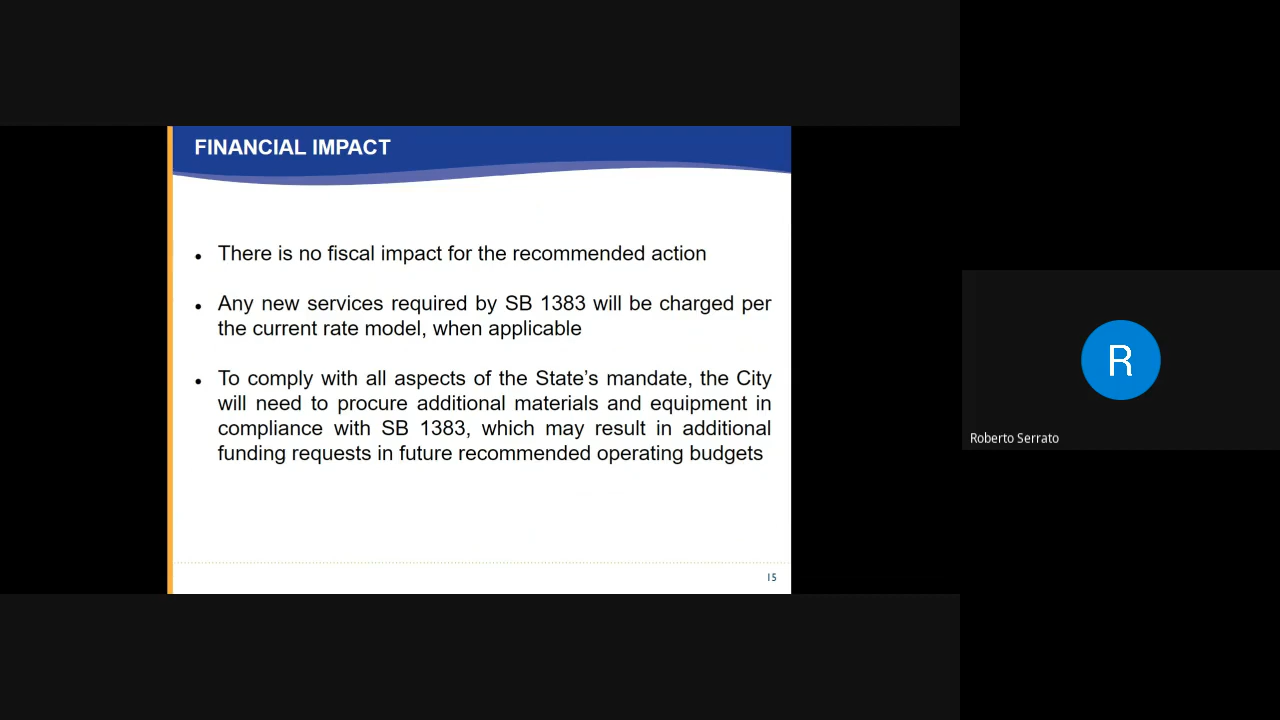 FINANCIAL IMPACT
• There is no fiscal impact for the recommended action
• Any new services required by SB 1383 will be charged per
the current rate model, when applicable
• To comply with all aspects of the State’s mandate, the City
will need to procure additional materials and equipment in
compliance with SB 1383, which may result in additional
funding requests in future recommended operating budgets
15
R
Roberto Serrato